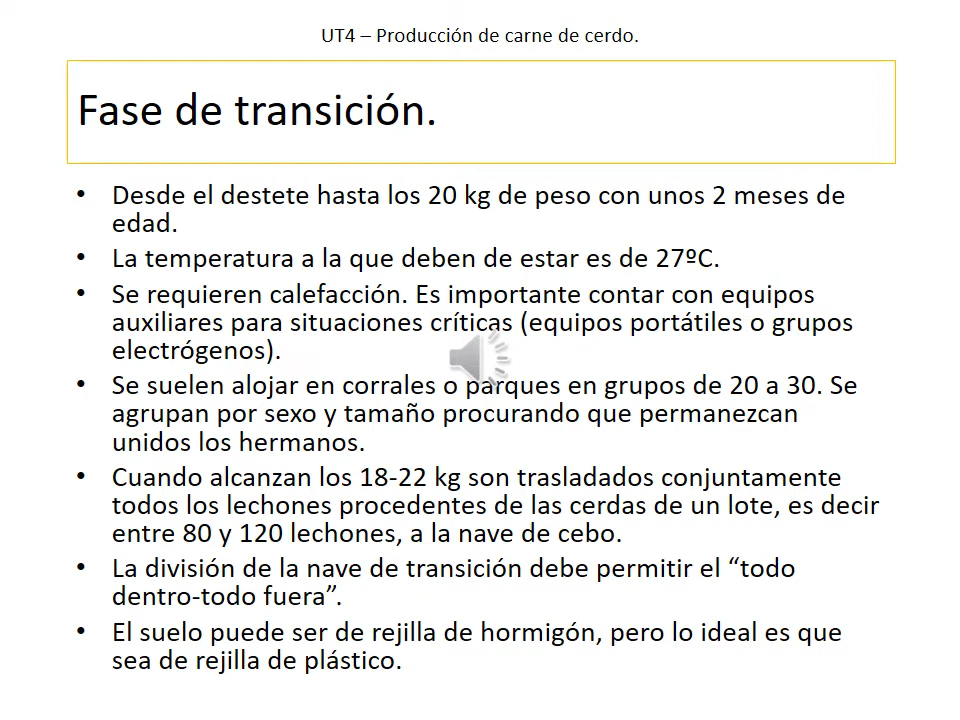 UT4 – Producción de carne de cerdo.
Fase de transición.
• Desde el destete hasta los 20 kg de peso con unos 2 meses de
edad.
• La temperatura a la que deben de estar es de 27ºC.
• Se requieren calefacción. Es importante contar con equipos
auxiliares para situaciones críticas (equipos portátiles o grupos
electrógenos).
• Se suelen alojar en corrales o parques en grupos de 20 a 30. Se
agrupan por sexo y tamaño procurando que permanezcan
unidos los hermanos.
• Cuando alcanzan los 18-22 kg son trasladados conjuntamente
todos los lechones procedentes de las cerdas de un lote, es decir
entre 80 y 120 lechones, a la nave de cebo.
• La división de la nave de transición debe permitir el “todo
dentro-todo fuera”.
• El suelo puede ser de rejilla de hormigón, pero lo ideal es que
sea de rejilla de plástico.